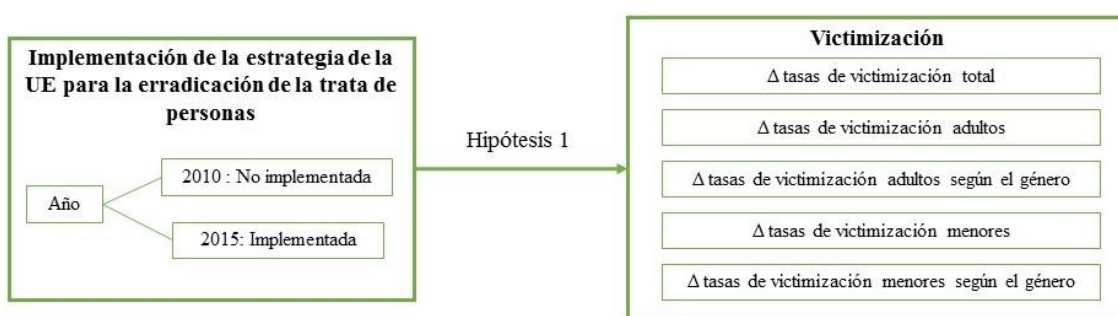 Implementación de la estrategia de la
UE para la erradicación de la trata de
personas
Año
2010 : No implementada
2015: Implementada
Hipótesis 1
Victimización
Δ tasas de victimización total
Δ tasas de victimización adultos
Δ tasas de victimización adultos según el género
Δ tasas de victimización menores
Δ tasas de victimización menores según el género